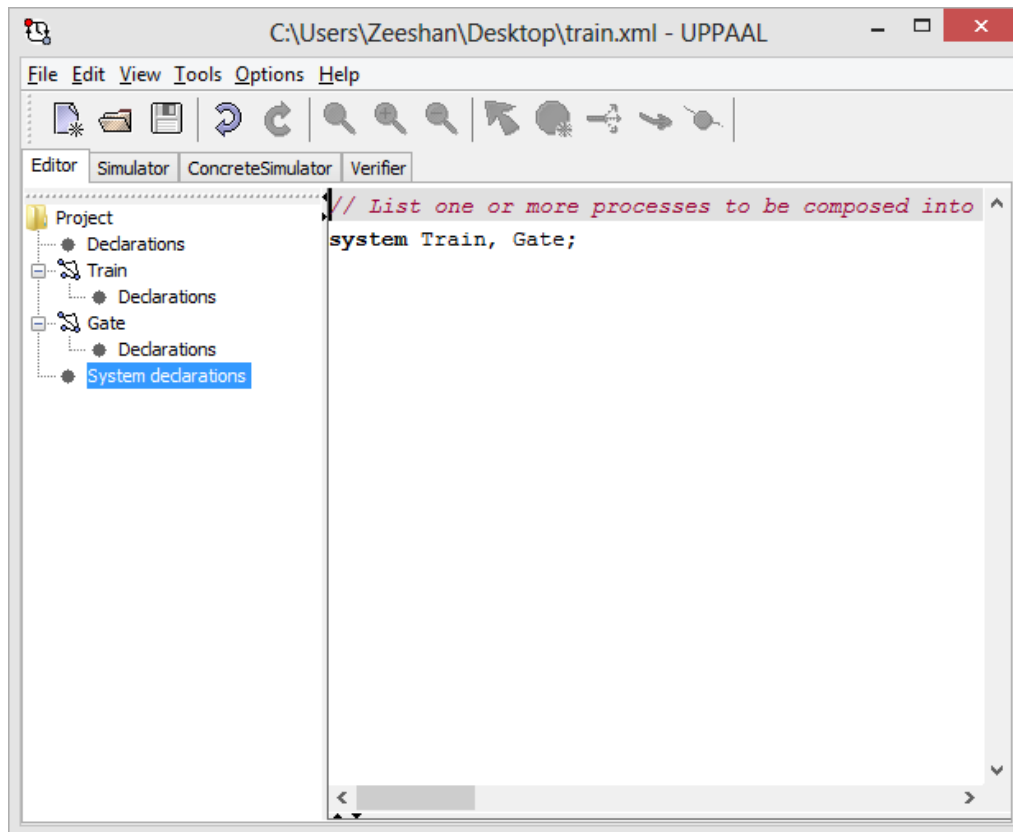 C:\Users\Zeeshan\Desktop\train.xml - UPPAAL
File Edit View Tools Options Help
Editor Simulator ConcreteSimulator Verifier
Project
Declarations
Train
Declarations
Gate
Declarations
System declarations
// List one or more processes to be composed into
system Train, Gate;